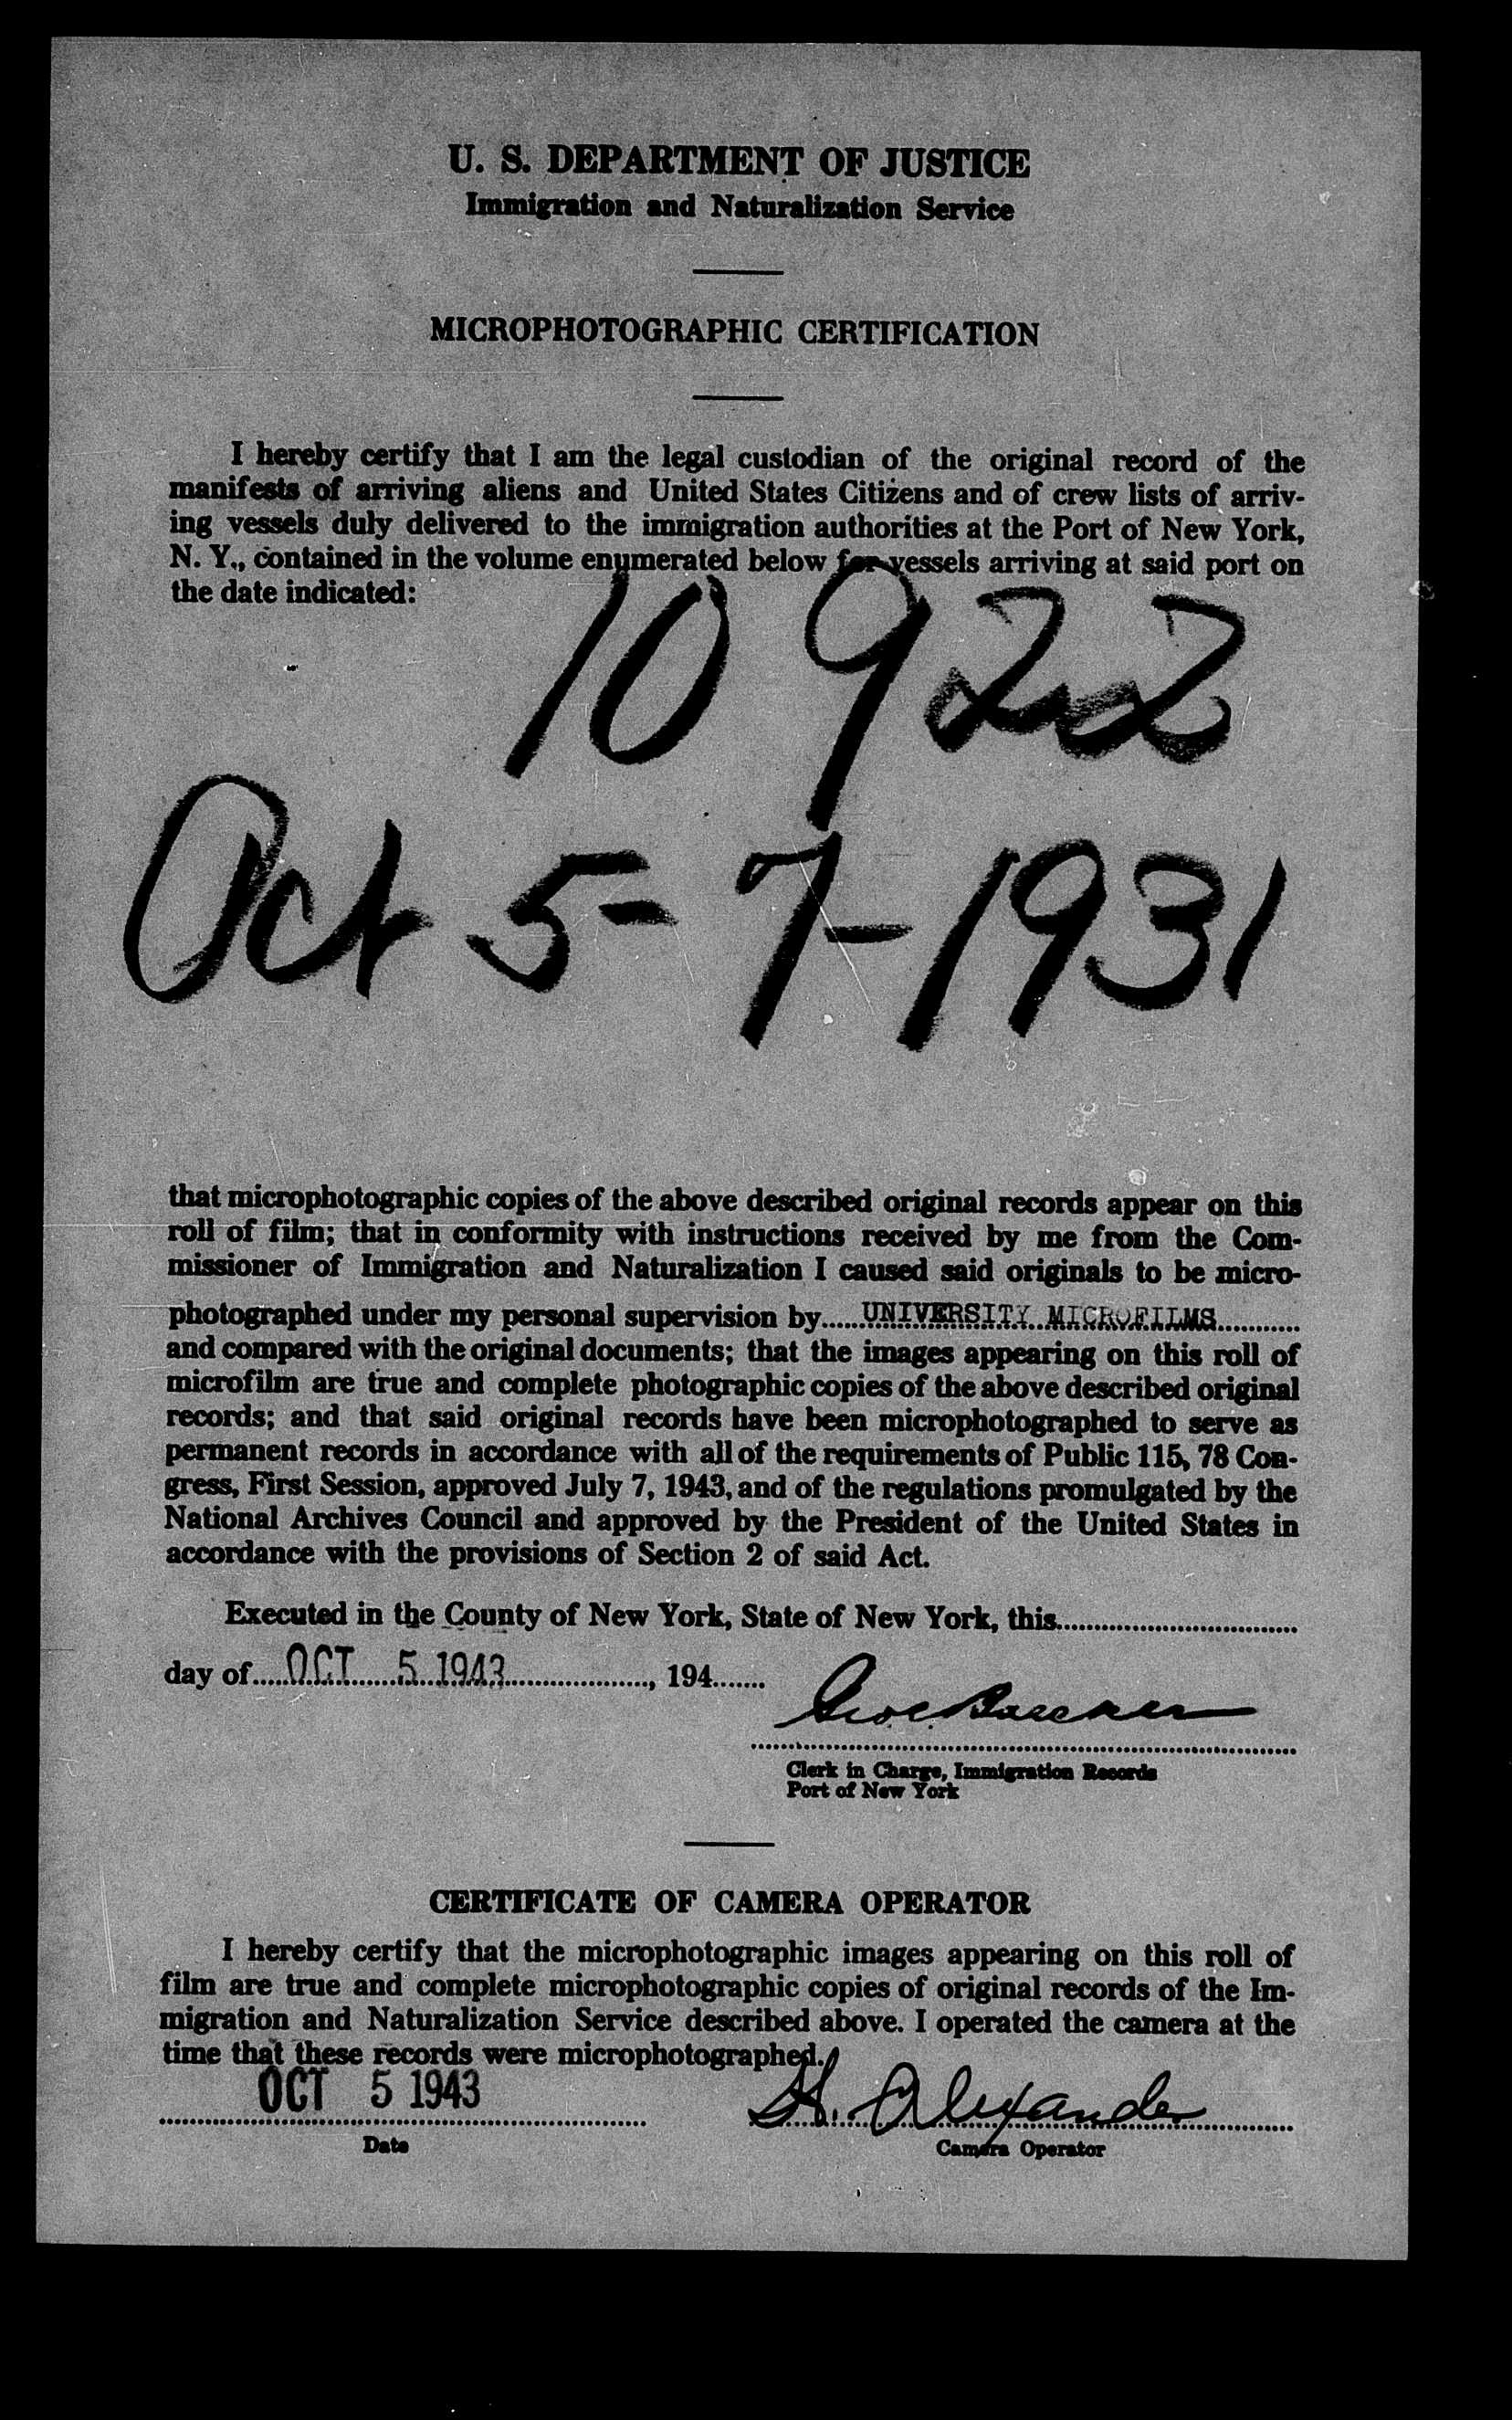 U. S. DEPARTMENT OF JUSTICE
Immigration and Naturalization Service
MICROPHOTOGRAPHIC CERTIFICATION
I hereby certify that I am the legal custodian of the original record of the
manifests of arriving aliens and United States Citizens and of crew lists of arriv-
ing vessels duly delivered to the immigration authorities at the Port of New York,
N. Y., contained in the volume enumerated below for vessels arriving at said port on
the date indicated:
10922
Oct 5-7-1931
that microphotographic copies of the above described original records appear on this
roll of film; that in conformity with instructions received by me from the Com-
missioner of Immigration and Naturalization I caused said originals to be micro-
photographed under my personal supervision by UNIVERSITY MICROFILMS
and compared with the original documents; that the images appearing on this roll of
microfilm are true and complete photographic copies of the above described original
records; and that said original records have been microphotographed to serve as
permanent records in accordance with all of the requirements of Public 115, 78 Con-
gress, First Session, approved July 7, 1943, and of the regulations promulgated by the
National Archives Council and approved by the President of the United States in
accordance with the provisions of Section 2 of said Act.
Executed in the County of New York, State of New York, this
day of OCT 5 1943, 194
Clerk in Charge, Immigration Records
Port of New York
CERTIFICATE OF CAMERA OPERATOR
I hereby certify that the microphotographic images appearing on this roll of
film are true and complete microphotographic copies of original records of the Im-
migration and Naturalization Service described above. I operated the camera at the
time that these records were microphotographed.
OCT 5 1943 H. Alexander
Date Camera Operator